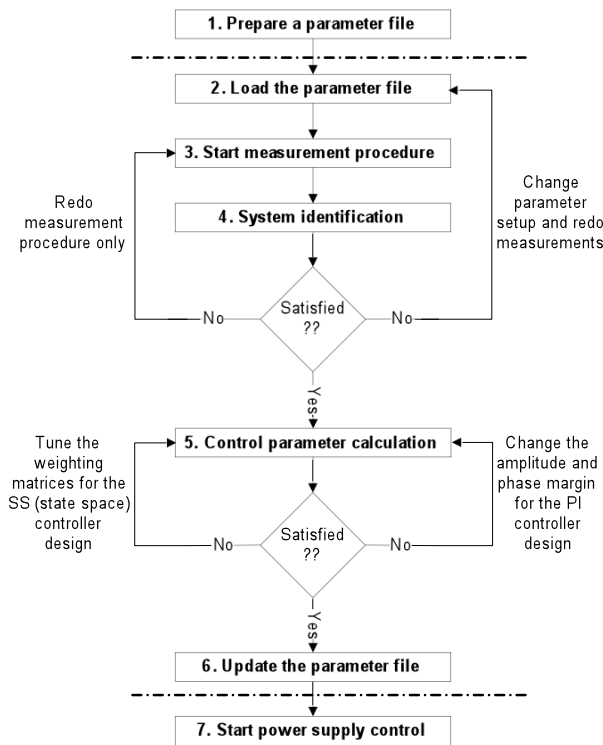 1. Prepare a parameter file
2. Load the parameter file
3. Start measurement procedure
4. System identification
Redo
measurement
procedure only
Change
parameter
setup and redo
measurements
Satisfied
??
No
No
Yes
5. Control parameter calculation
Tune the
weighting
matrices for the
SS (state space)
controller
design
Change the
amplitude and
phase margin
for the PI
controller
design
Satisfied
??
No
No
Yes
6. Update the parameter file
7. Start power supply control